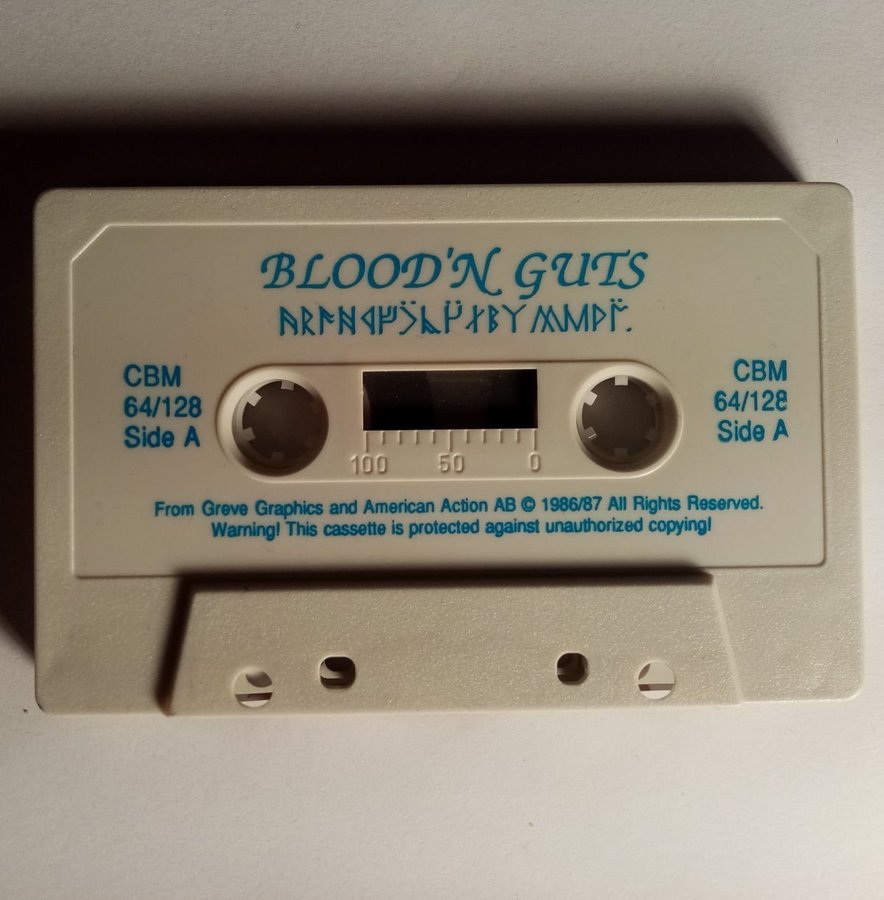 BLOOD'N GUTS
CBM
64/128
Side A
CBM
64/128
Side A
100 50 0
From Greve Graphics and American Action AB © 1986/87 All Rights Reserved.
Warning! This cassette is protected against unauthorized copying!